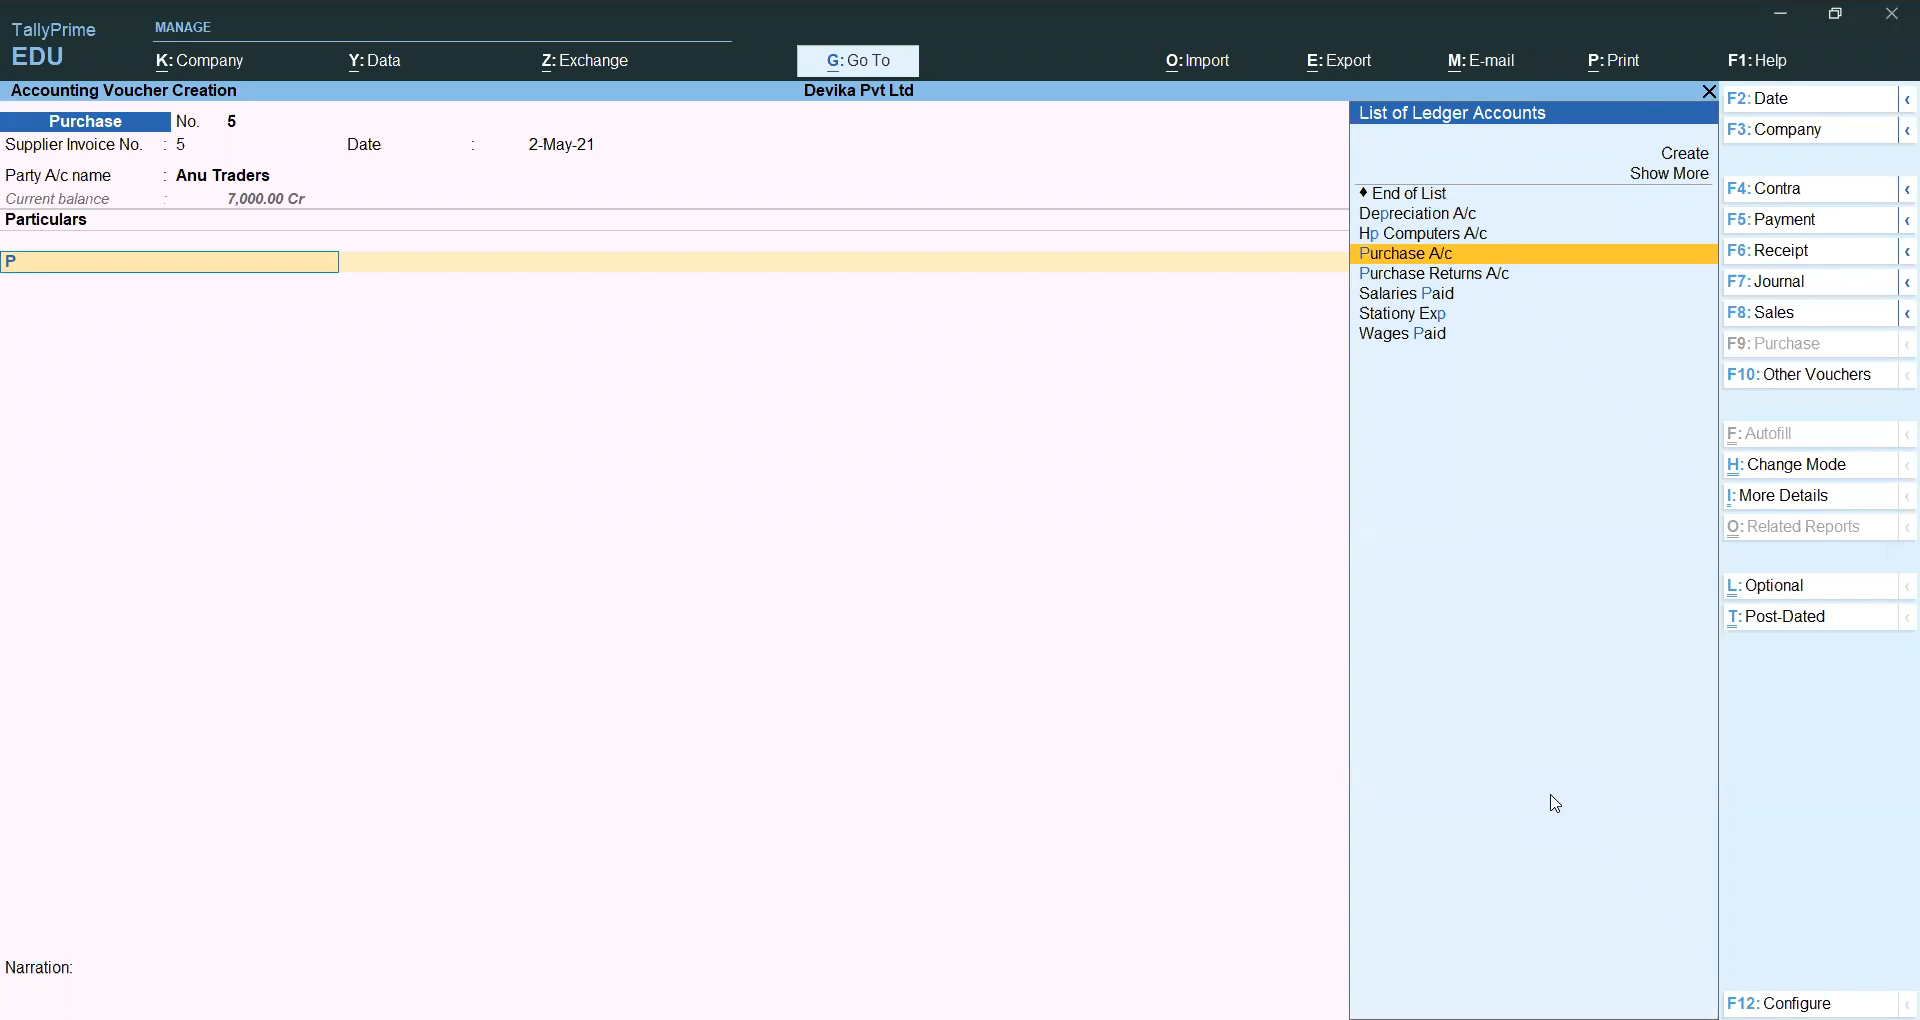 TallyPrime
EDU
MANAGE
K: Company
Y: Data
Z: Exchange
G: Go To
O: Import
E: Export
M: E-mail
P: Print
F1: Help
Accounting Voucher Creation
Devika Pvt Ltd
Purchase No. 5
Supplier Invoice No. : 5 Date : 2-May-21
Party A/c name : Anu Traders
Current balance : 7,000.00 Cr
Particulars
P
Narration:
List of Ledger Accounts
Create
Show More
♦ End of List
Depreciation A/c
Hp Computers A/c
Purchase A/c
Purchase Returns A/c
Salaries Paid
Stationy Exp
Wages Paid
F2: Date
F3: Company
F4: Contra
F5: Payment
F6: Receipt
F7: Journal
F8: Sales
F9: Purchase
F10: Other Vouchers
F: Autofill
H: Change Mode
I: More Details
O: Related Reports
L: Optional
T: Post-Dated
F12: Configure